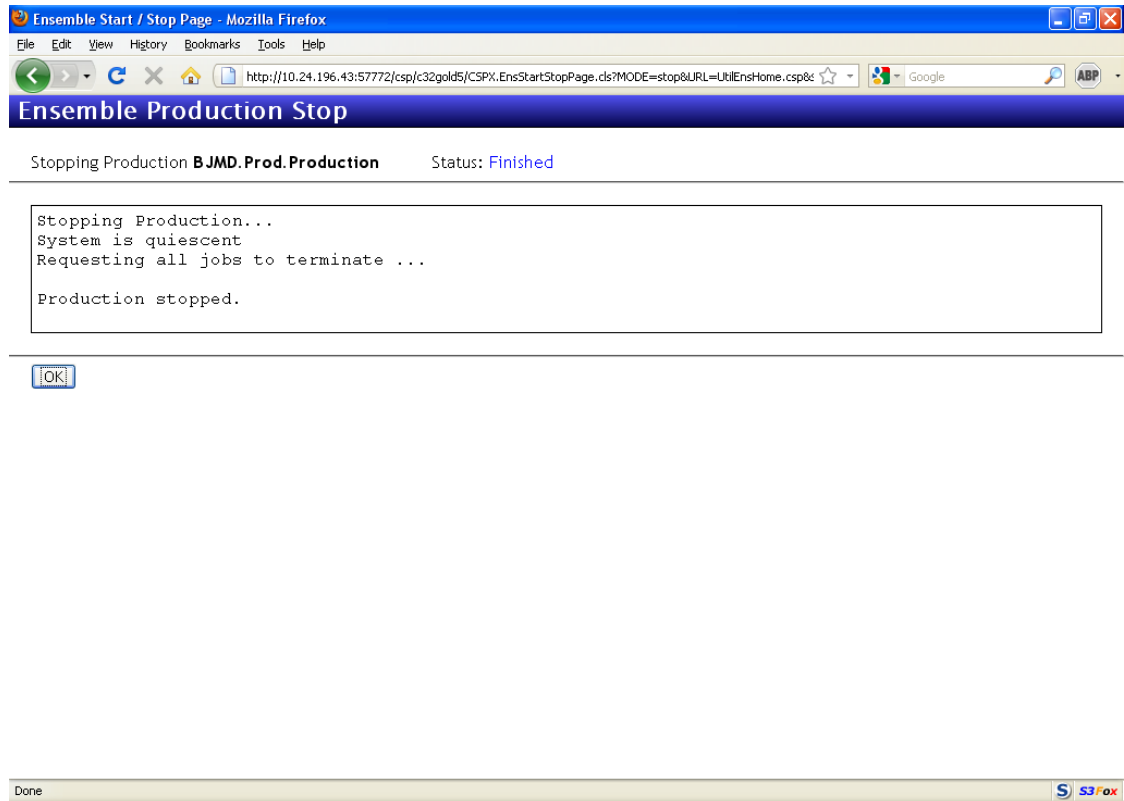 Ensemble Start / Stop Page - Mozilla Firefox
File Edit View History Bookmarks Tools Help
http://10.24.196.43:57772/csp/c32gold5/CSPX.EnsStartStopPage.cls?MODE=stop&URL=UtilEnsHome.csp&s Google ABP
Ensemble Production Stop
Stopping Production BJMD.Prod.Production Status: Finished
Stopping Production...
System is quiescent
Requesting all jobs to terminate ...
Production stopped.
OK
Done S S3Fox